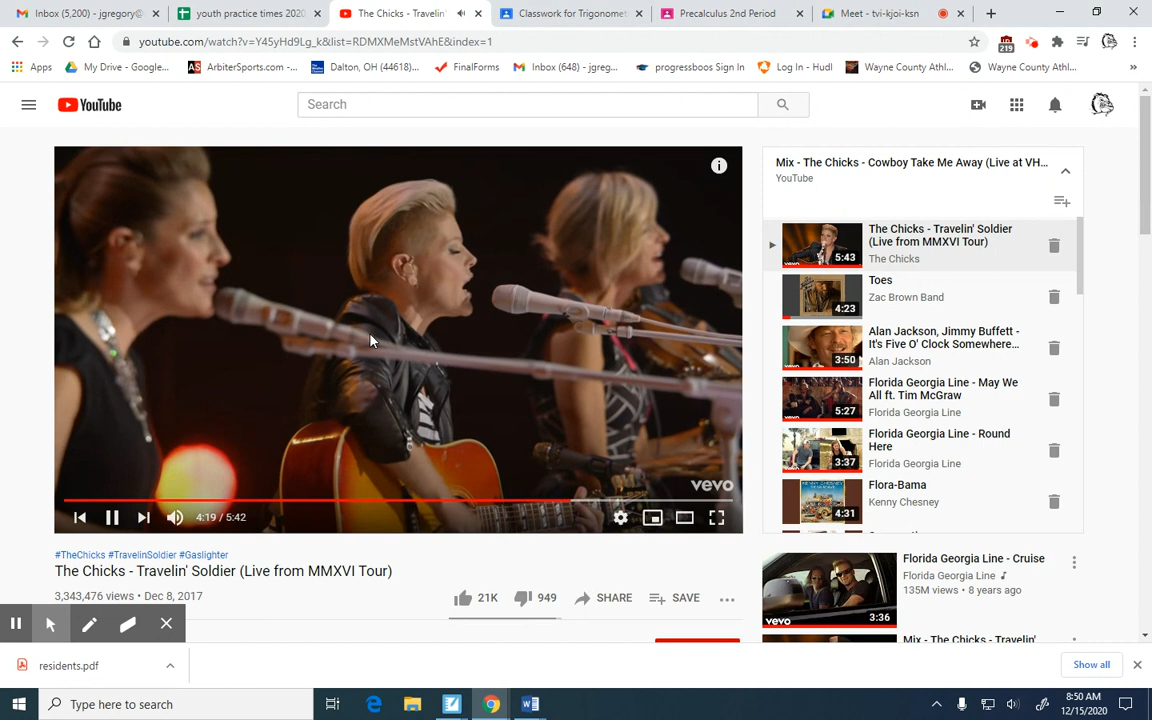 Inbox (5,200) - jgregory@
youth practice times 2020
The Chicks - Travelin'
Classwork for Trigonomet
Precalculus 2nd Period
Meet - tvi-kjoi-ksn
youtube.com/watch?v=Y45yHd9Lg_k&list=RDMXMeMstVAhE&index=1
219
Apps
My Drive - Google...
ArbiterSports.com -...
Dalton, OH (44618)...
FinalForms
Inbox (648) - jgreg...
progressboos Sign In
Log In - Hudl
Wayne County Athl...
Wayne County Athl...
YouTube
Search
Mix - The Chicks - Cowboy Take Me Away (Live at VH...
YouTube
The Chicks - Travelin' Soldier
(Live from MMXVI Tour)
The Chicks
5:43
Toes
Zac Brown Band
4:23
Alan Jackson, Jimmy Buffett -
It's Five O' Clock Somewhere...
Alan Jackson
3:50
Florida Georgia Line - May We
All ft. Tim McGraw
Florida Georgia Line
5:27
Florida Georgia Line - Round
Here
Florida Georgia Line
3:37
Flora-Bama
Kenny Chesney
4:31
vevo
4:19 / 5:42
#TheChicks #TravelinSoldier #Gaslighter
The Chicks - Travelin' Soldier (Live from MMXVI Tour)
3,343,476 views • Dec 8, 2017
21K
949
SHARE
SAVE
Florida Georgia Line - Cruise
Florida Georgia Line
135M views • 8 years ago
vevo
3:36
Mix - The Chicks - Travelin'
residents.pdf
Show all
Type here to search
8:50 AM
12/15/2020